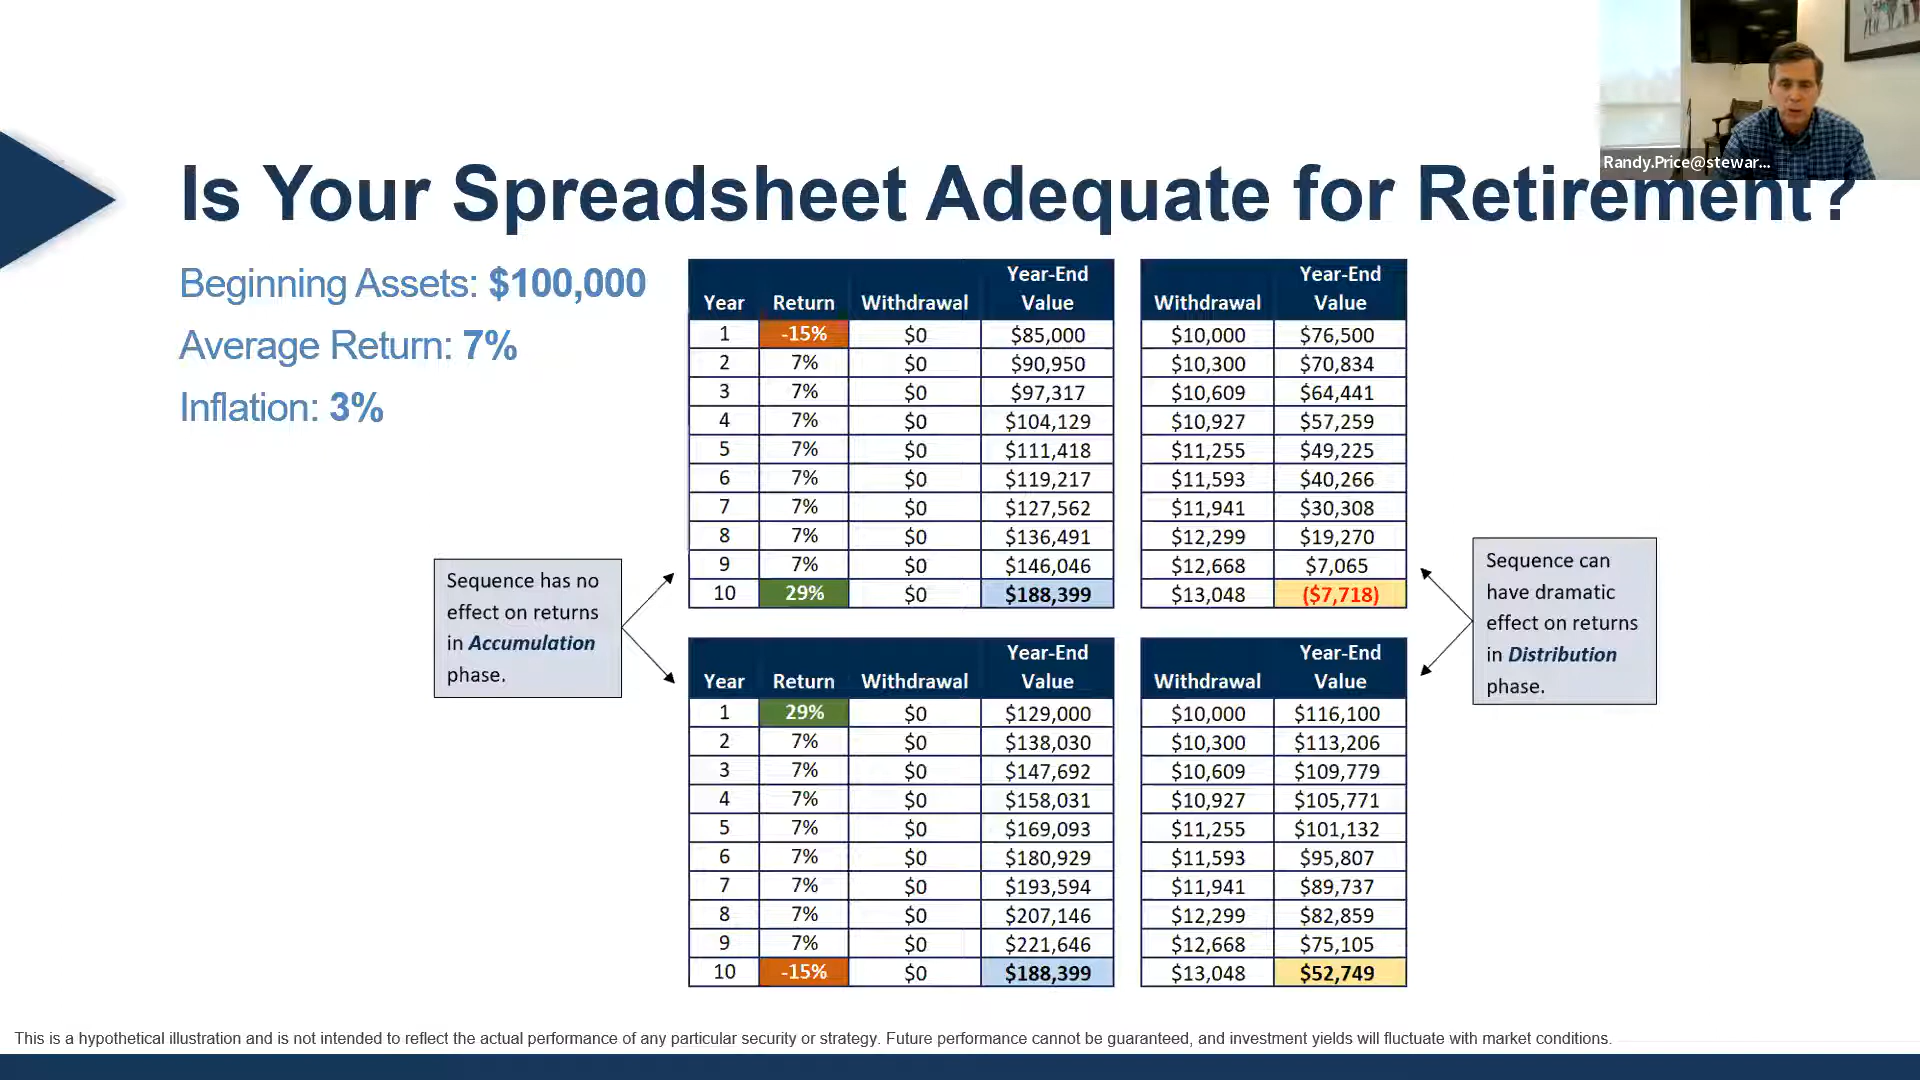 Randy.Price@stewar...
Is Your Spreadsheet Adequate for Retirement?
Beginning Assets: $100,000
Average Return: 7%
Inflation: 3%
Year Return Withdrawal Year-End Value
1 -15% $0 $85,000
2 7% $0 $90,950
3 7% $0 $97,317
4 7% $0 $104,129
5 7% $0 $111,418
6 7% $0 $119,217
7 7% $0 $127,562
8 7% $0 $136,491
9 7% $0 $146,046
10 29% $0 $188,399
Withdrawal Year-End Value
$10,000 $76,500
$10,300 $70,834
$10,609 $64,441
$10,927 $57,259
$11,255 $49,225
$11,593 $40,266
$11,941 $30,308
$12,299 $19,270
$12,668 $7,065
$13,048 ($7,718)
Sequence has no
effect on returns
in Accumulation
phase.
Sequence can
have dramatic
effect on returns
in Distribution
phase.
Year Return Withdrawal Year-End Value
1 29% $0 $129,000
2 7% $0 $138,030
3 7% $0 $147,692
4 7% $0 $158,031
5 7% $0 $169,093
6 7% $0 $180,929
7 7% $0 $193,594
8 7% $0 $207,146
9 7% $0 $221,646
10 -15% $0 $188,399
Withdrawal Year-End Value
$10,000 $116,100
$10,300 $113,206
$10,609 $109,779
$10,927 $105,771
$11,255 $101,132
$11,593 $95,807
$11,941 $89,737
$12,299 $82,859
$12,668 $75,105
$13,048 $52,749
This is a hypothetical illustration and is not intended to reflect the actual performance of any particular security or strategy. Future performance cannot be guaranteed, and investment yields will fluctuate with market conditions.